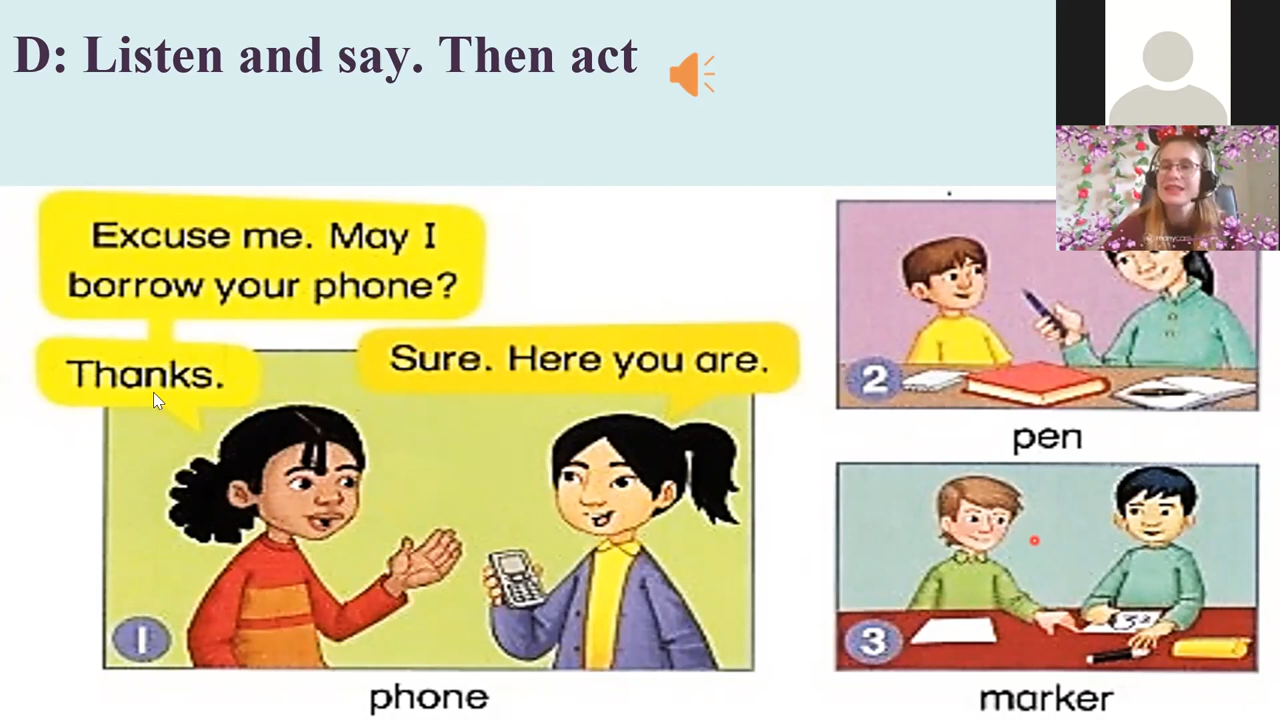 D: Listen and say. Then act
Excuse me. May I
borrow your phone?
Thanks.
Sure. Here you are.
1
phone
2
pen
3
marker
manycam